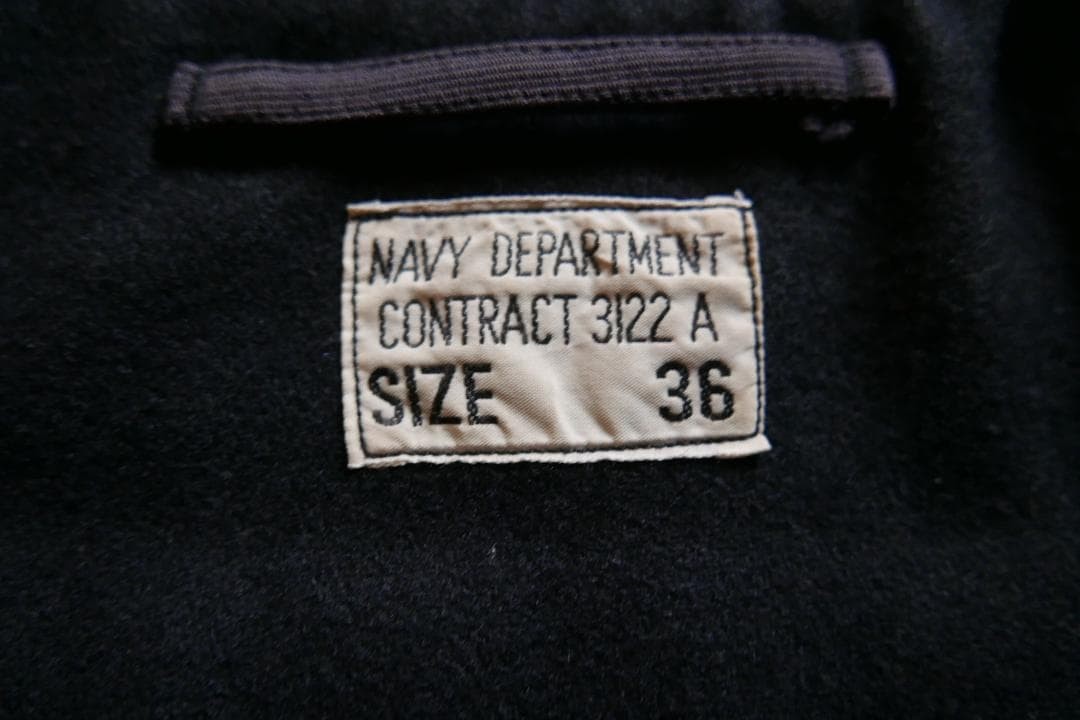 NAVY DEPARTMENT
CONTRACT 3122 A
SIZE 36